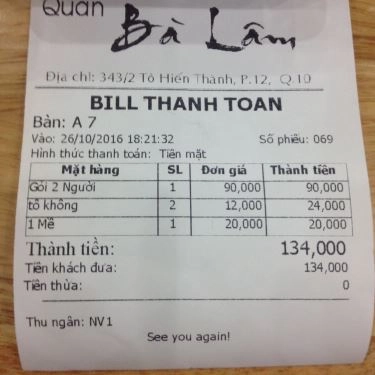 Quán
Bà Lâm
Địa chỉ: 343/2 Tô Hiến Thành, P.12, Q.10
BILL THANH TOAN
Bàn: A 7
Vào: 26/10/2016 18:21:32 Số phiếu: 069
Hình thức thanh toán: Tiền mặt
Mặt hàng SL Đơn giá Thành tiền
Gỏi 2 Người 1 90,000 90,000
tô không 2 12,000 24,000
1 Mề 1 20,000 20,000
Thành tiền: 134,000
Tiền khách đưa: 134,000
Tiền thừa: 0
Thu ngân: NV1
See you again!